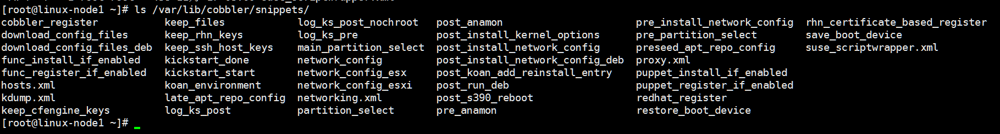 [root@linux-node1 ~]# ls /var/lib/cobbler/snippets/
cobbler_register keep_files log_ks_post_nochroot post_anamon pre_install_network_config rhn_certificate_based_register
download_config_files keep_rhn_keys log_ks_pre post_install_kernel_options pre_partition_select save_boot_device
download_config_files_deb keep_ssh_host_keys main_partition_select post_install_network_config preseed_apt_repo_config suse_scriptwrapper.xml
func_install_if_enabled kickstart_done network_config post_install_network_config_deb proxy.xml
func_register_if_enabled kickstart_start network_config_esx post_koan_add_reinstall_entry puppet_install_if_enabled
hosts.xml koan_environment network_config_esxi post_run_deb puppet_register_if_enabled
kdump.xml late_apt_repo_config networking.xml post_s390_reboot redhat_register
keep_cfengine_keys log_ks_post partition_select pre_anamon restore_boot_device
[root@linux-node1 ~]#